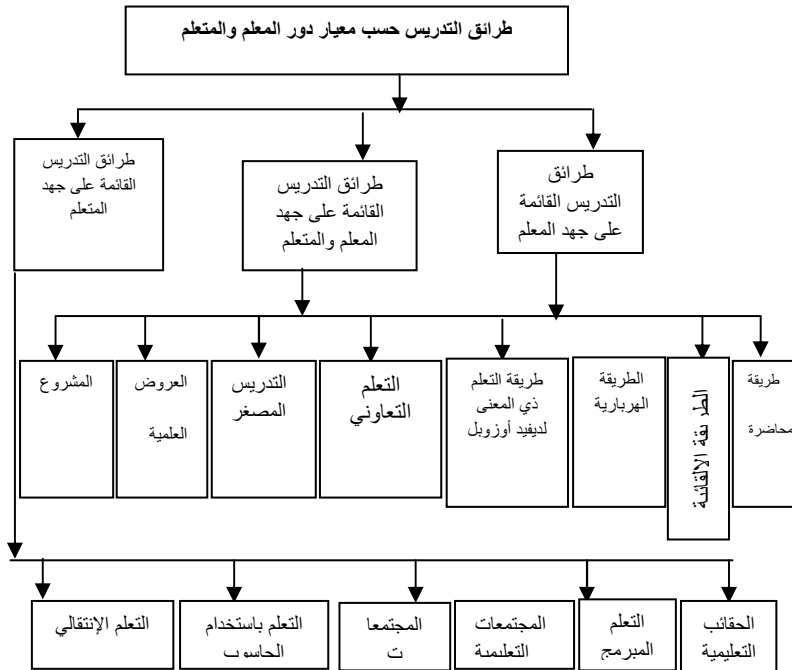 طرائق التدريس حسب معيار دور المعلم والمتعلم
طرائق
التدريس القائمة
على جهد المعلم
طرائق التدريس
القائمة على جهد
المعلم والمتعلم
طرائق التدريس
القائمة على جهد
المتعلم
طريقة
محاضرة
الطريقة الإلقائية
الطريقة
الهربارية
طريقة التعلم
ذي المعنى
لديفيد أوزوبل
التعلم
التعاوني
التدريس
المصغر
العروض
العلمية
المشروع
الحقائب
التعليمية
التعلم
المبرمج
المجتمعات
التعليمية
المجتمعا
ت
التعلم باستخدام
الحاسوب
التعلم الإنتقالي